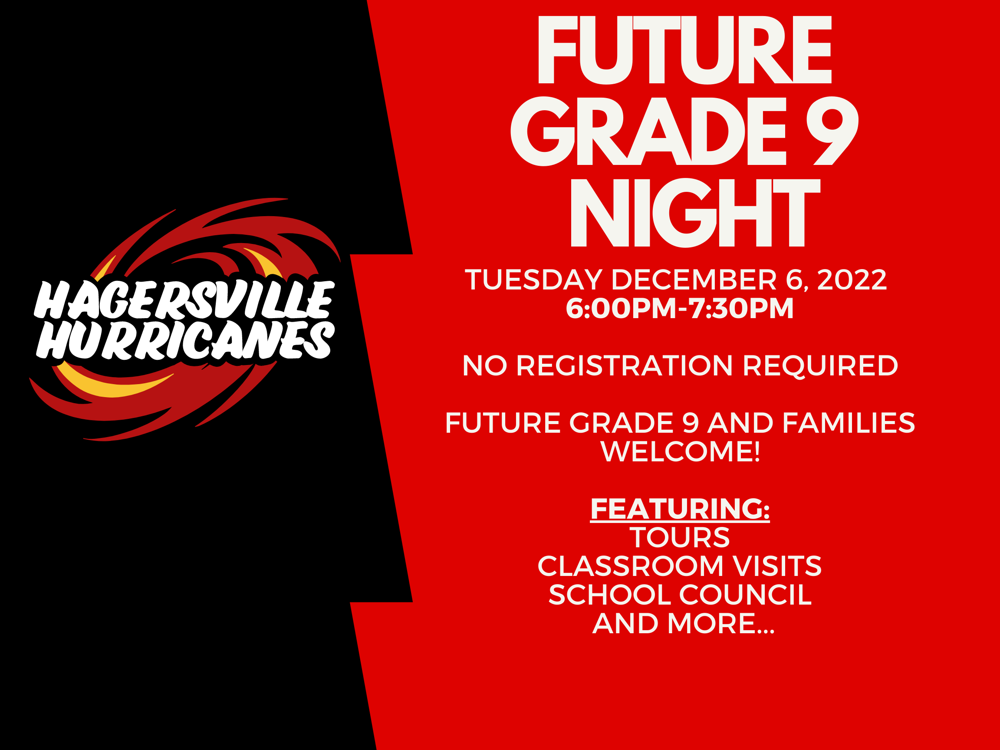 HAGERSVILLE
HURRICANES
FUTURE
GRADE 9
NIGHT
TUESDAY DECEMBER 6, 2022
6:00PM-7:30PM
NO REGISTRATION REQUIRED
FUTURE GRADE 9 AND FAMILIES
WELCOME!
FEATURING:
TOURS
CLASSROOM VISITS
SCHOOL COUNCIL
AND MORE...